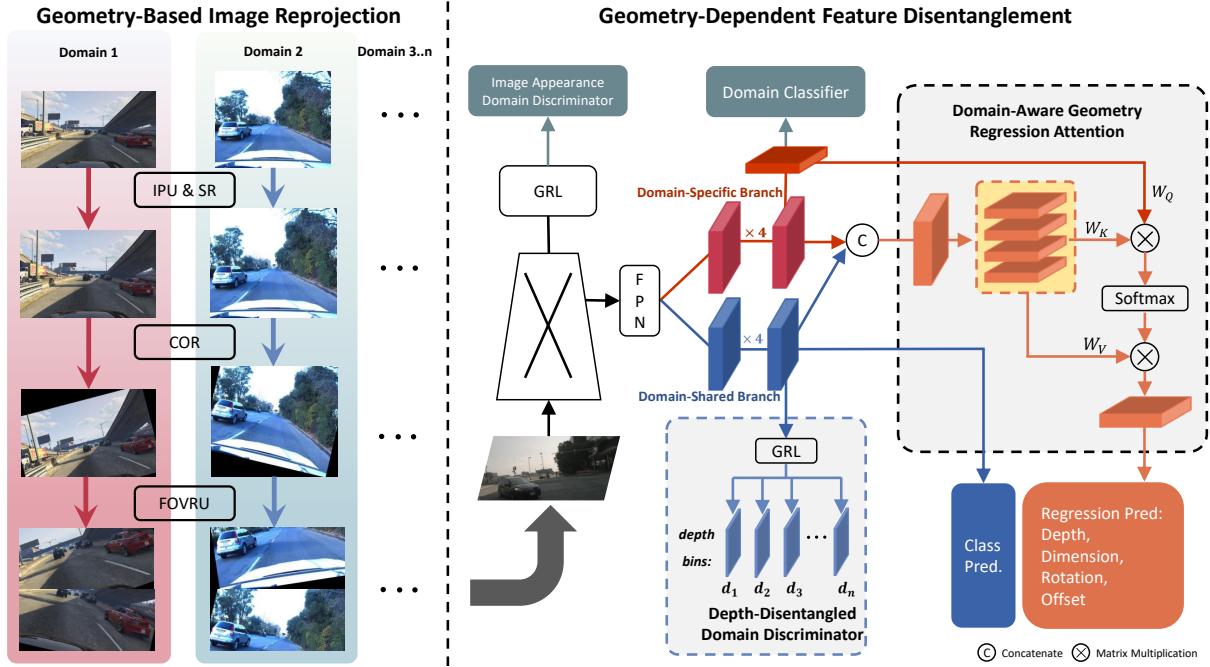 Geometry-Based Image Reprojection
Domain 1
Domain 2
Domain 3..n
...
IPU & SR
...
COR
...
FOVRU
...
Geometry-Dependent Feature Disentanglement
Image Appearance
Domain Discriminator
Domain Classifier
GRL
F
P
N
Domain-Specific Branch
× 4
× 4
Domain-Shared Branch
C
Domain-Aware Geometry
Regression Attention
W_Q
W_K
Softmax
W_V
GRL
depth
bins:
...
d_1 d_2 d_3 d_n
Depth-Disentangled
Domain Discriminator
Class
Pred.
Regression Pred:
Depth,
Dimension,
Rotation,
Offset
C Concatenate
Matrix Multiplication